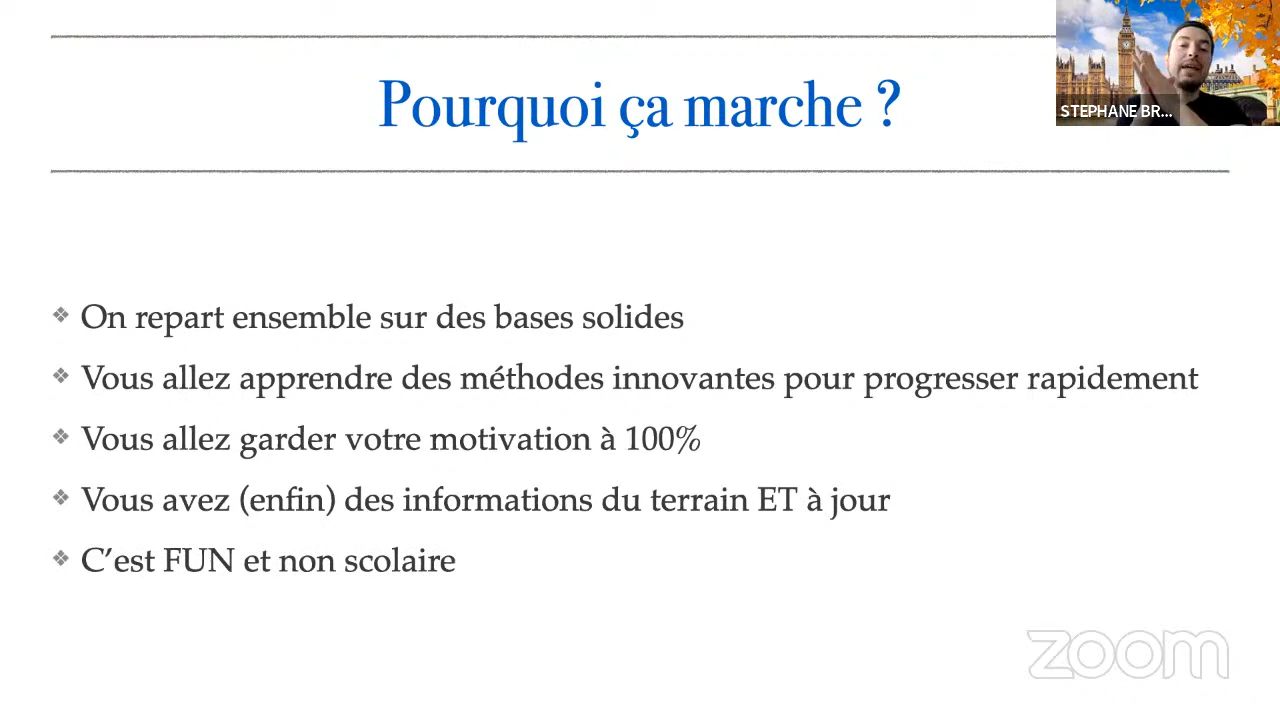 Pourquoi ça marche ?
STEPHANE BR...
❖ On repart ensemble sur des bases solides
❖ Vous allez apprendre des méthodes innovantes pour progresser rapidement
❖ Vous allez garder votre motivation à 100%
❖ Vous avez (enfin) des informations du terrain ET à jour
❖ C’est FUN et non scolaire
zoom